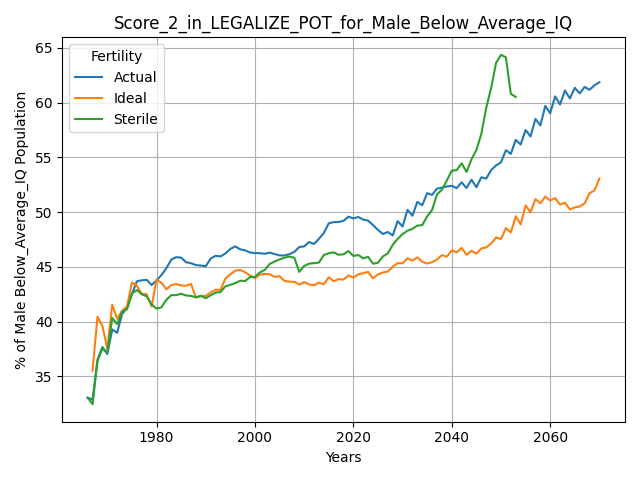 Score_2_in_LEGALIZE_POT_for_Male_Below_Average_IQ
% of Male Below_Average_IQ Population
65
60
55
50
45
40
35
Fertility
Actual
Ideal
Sterile
1980
2000
2020
2040
2060
Years